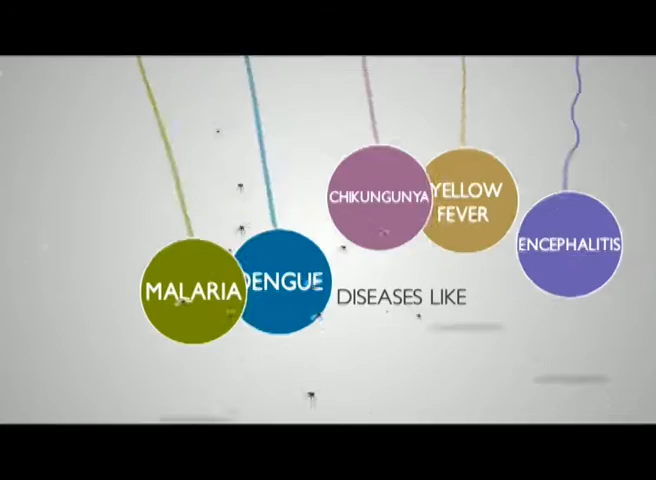 CHIKUNGUNYA
YELLOW
FEVER
ENCEPHALITIS
MALARIA
DENGUE
DISEASES LIKE